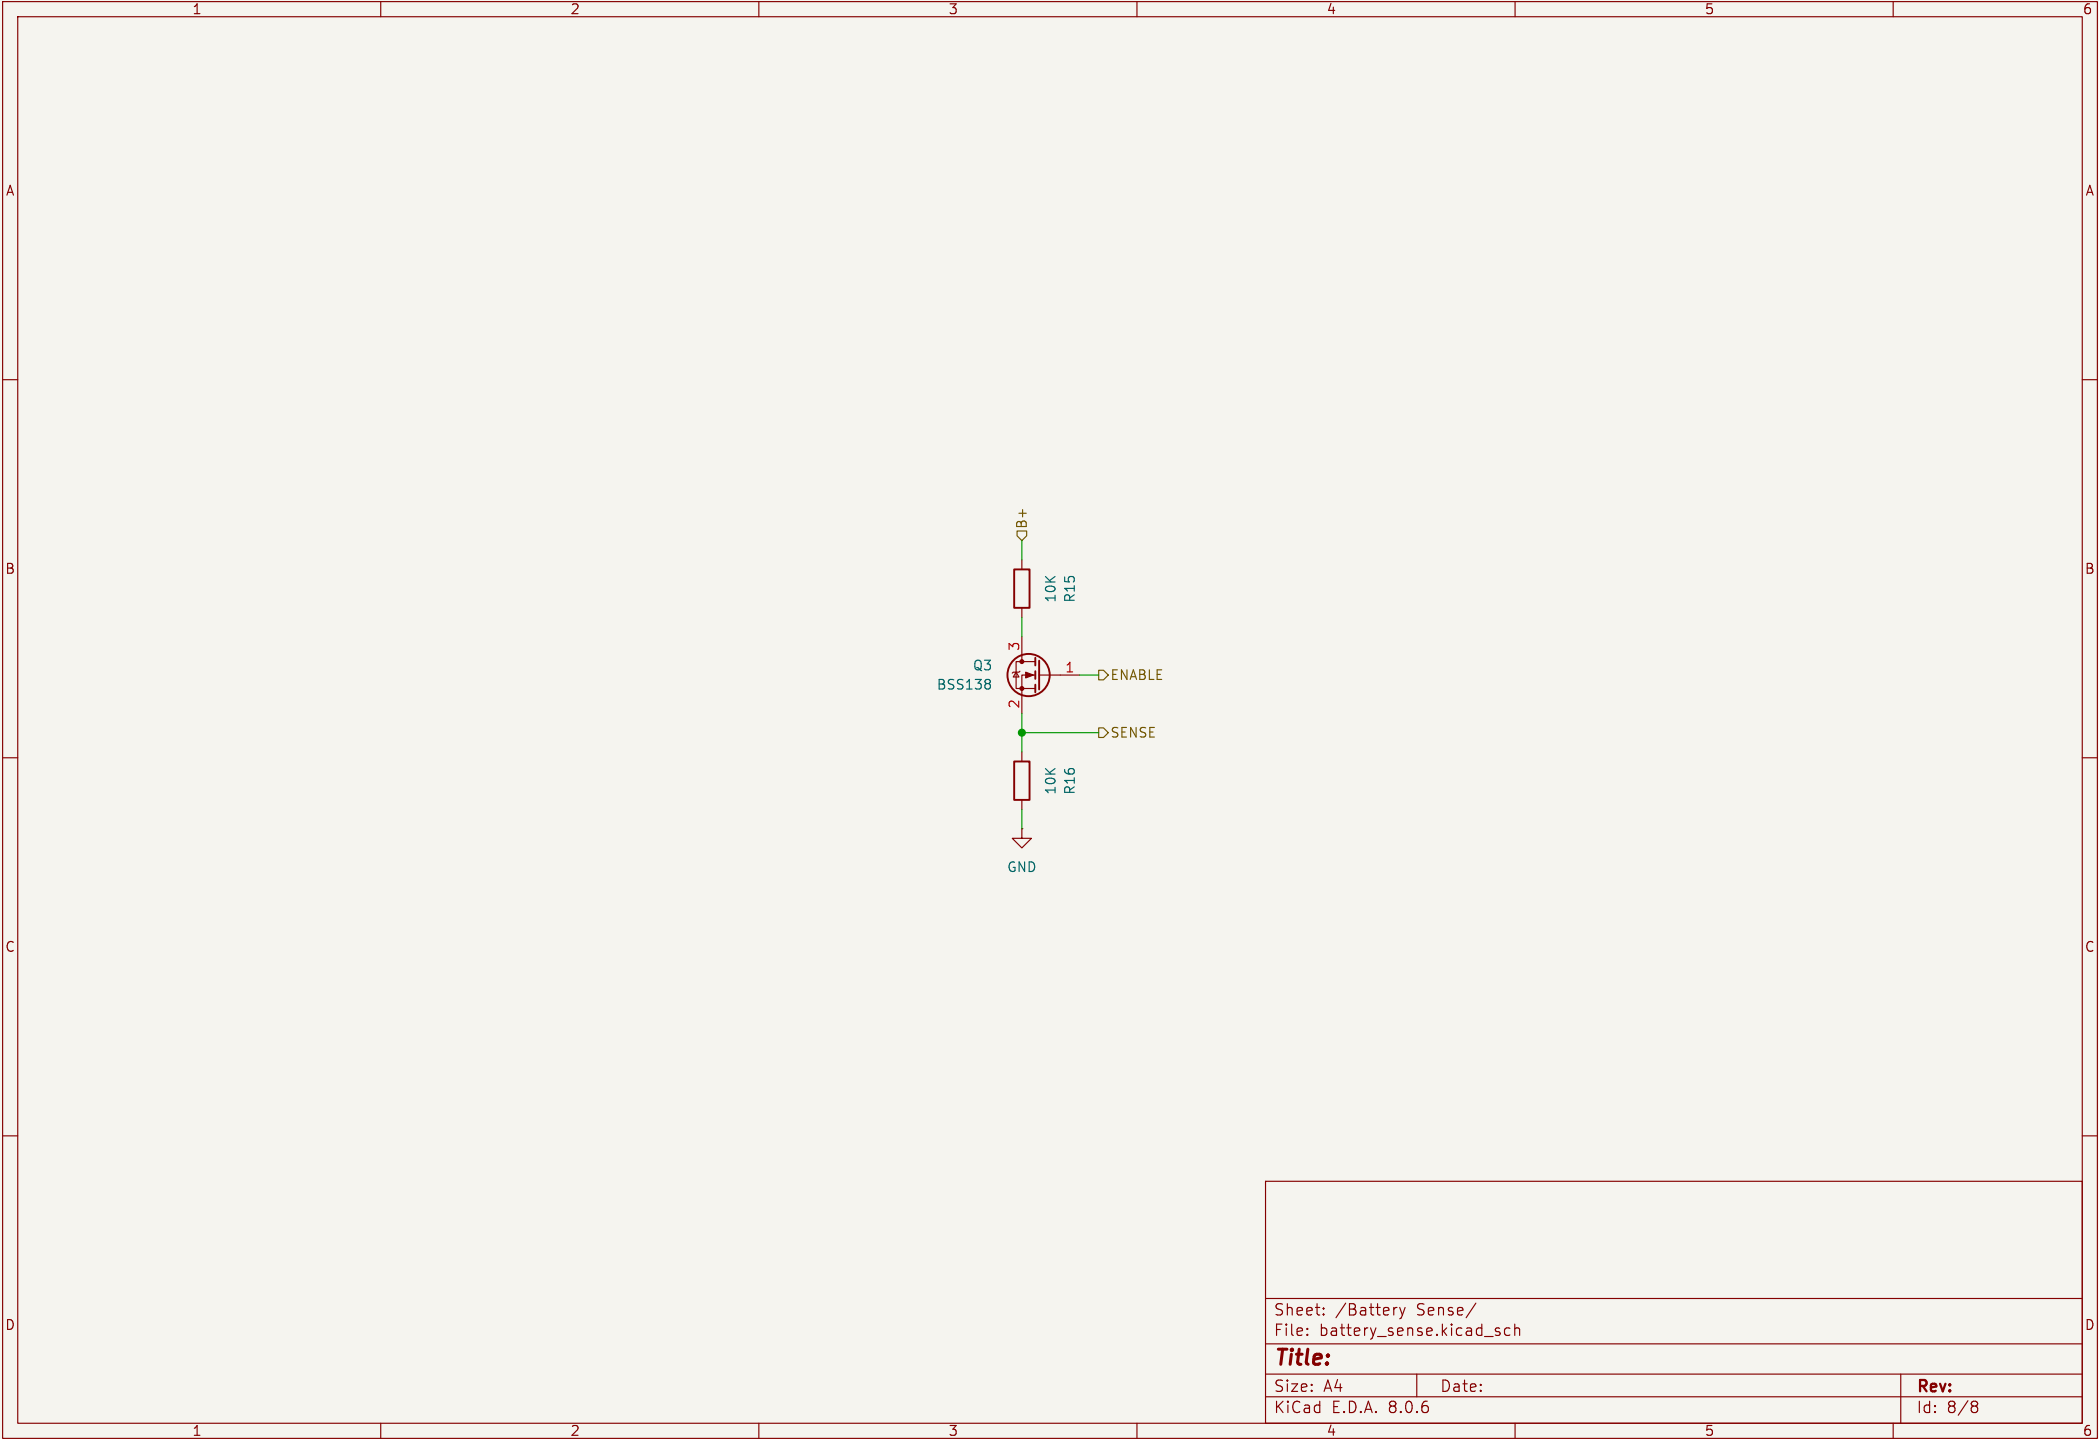 1 2 3 4 5 6
A A
B+
B B
10K
R15
3
Q3
BSS138
1
ENABLE
2
SENSE
10K
R16
GND
C C
Sheet: /Battery Sense/
File: battery_sense.kicad_sch
D D
Title:
Size: A4 Date: Rev:
KiCad E.D.A. 8.0.6 Id: 8/8
1 2 3 4 5 6